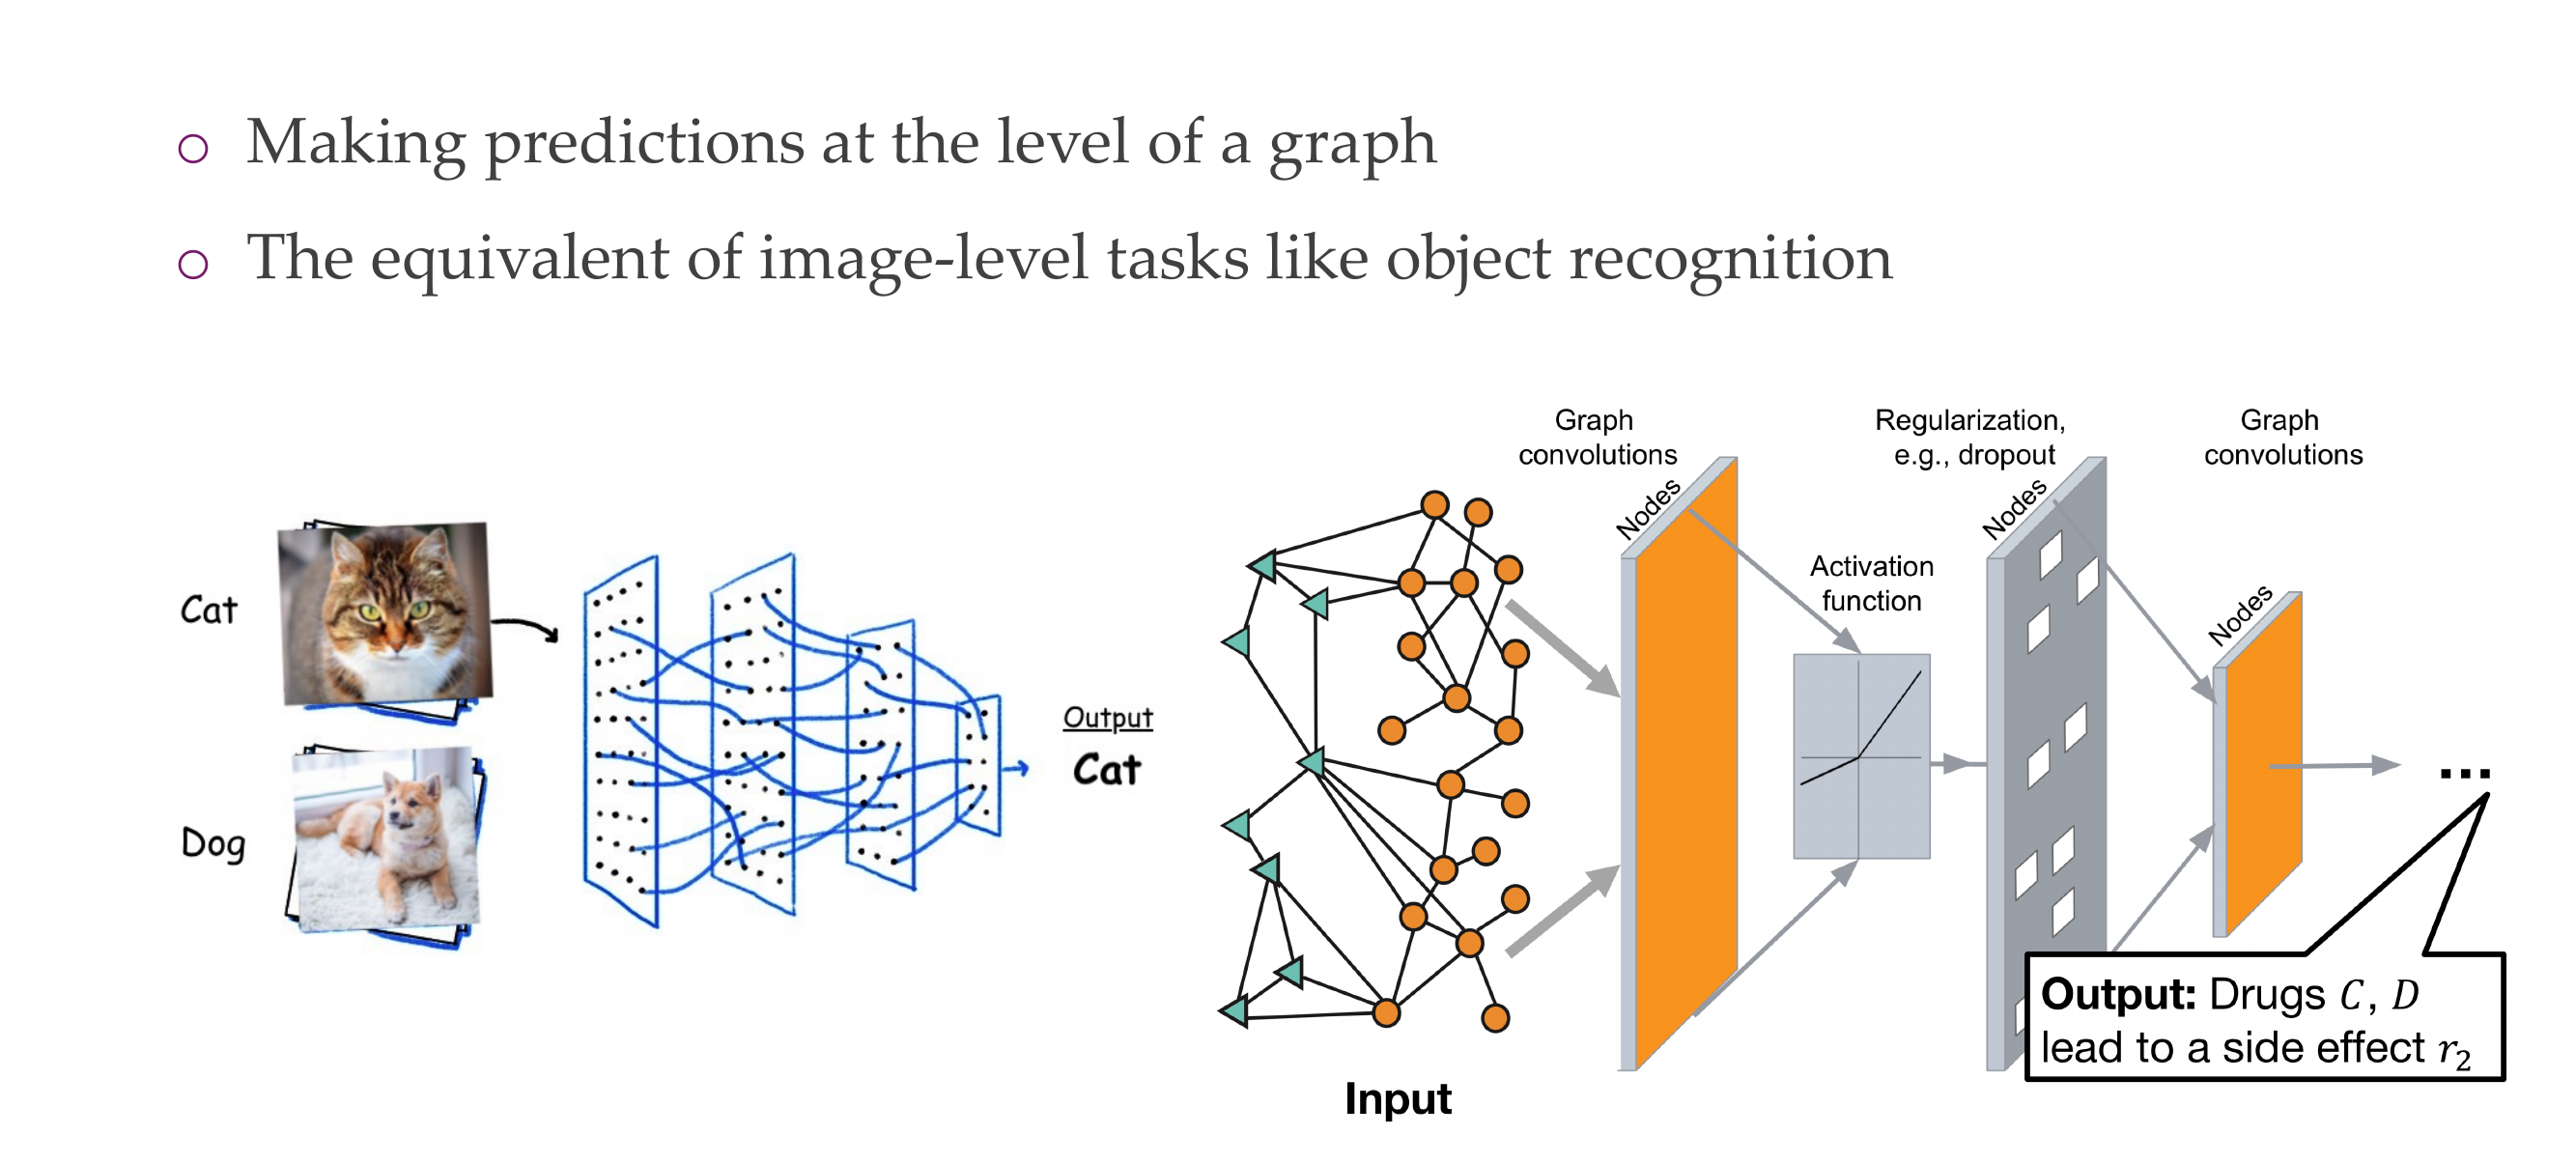 Making predictions at the level of a graph
The equivalent of image-level tasks like object recognition
Cat
Dog
Output
Cat
Input
Graph
convolutions
Nodes
Activation
function
Regularization,
e.g., dropout
Nodes
Graph
convolutions
Nodes
...
Output: Drugs C, D
lead to a side effect r₂